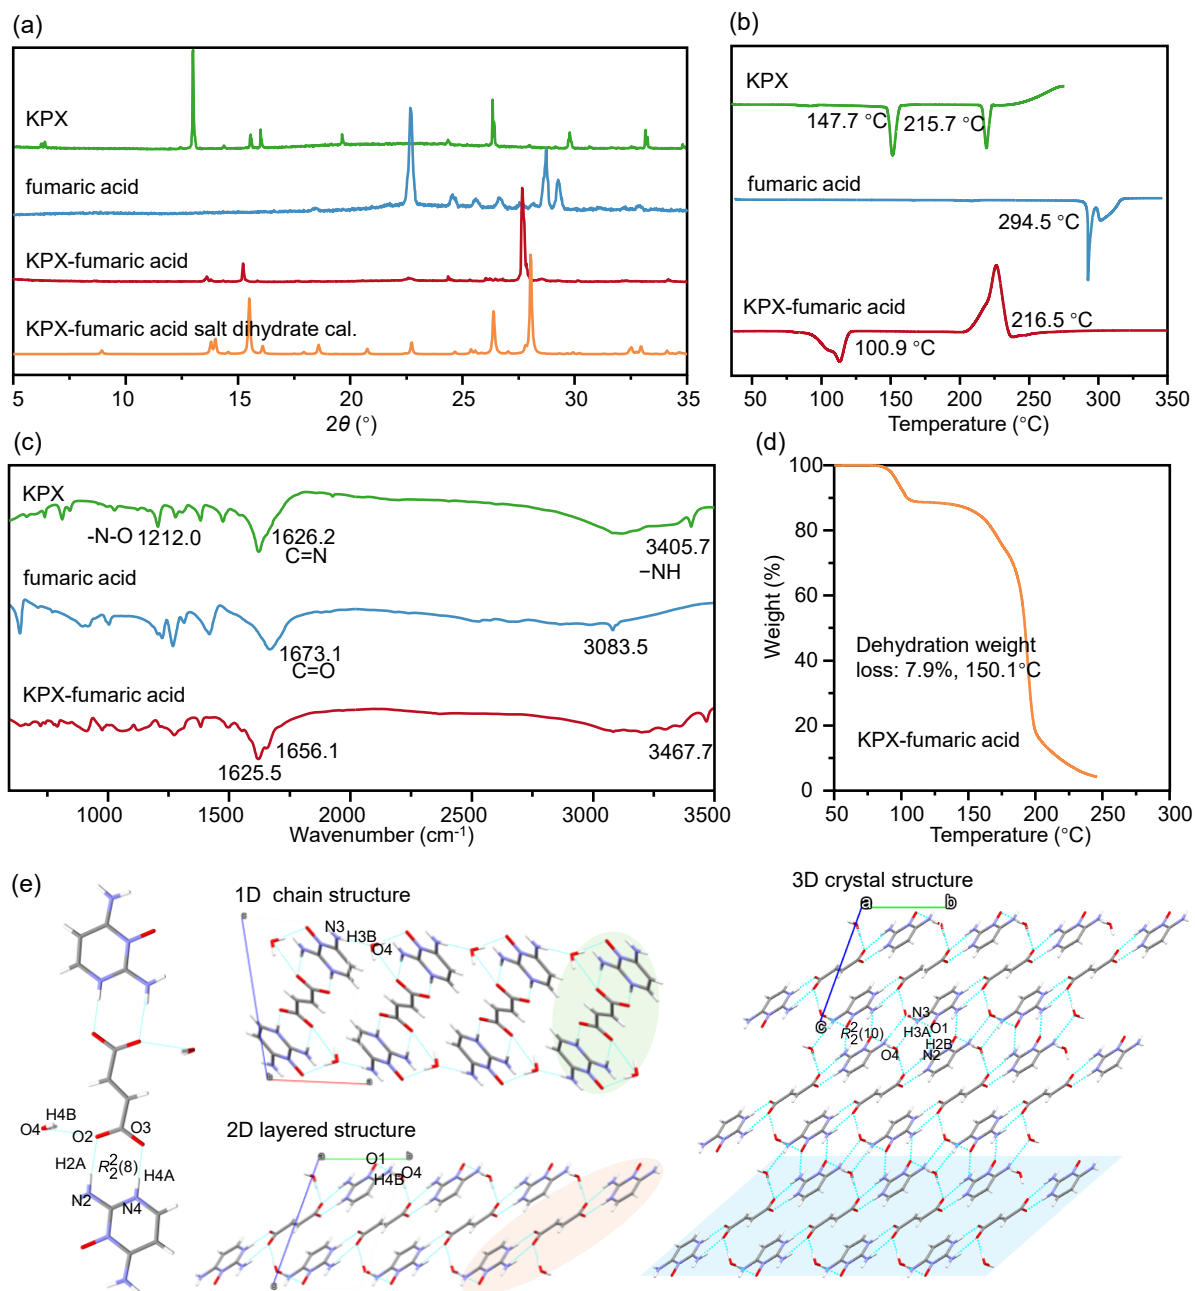 (a)
KPX
fumaric acid
KPX-fumaric acid
KPX-fumaric acid salt dihydrate cal.
5 10 15 20 25 30 35
2θ (°)
(b)
KPX
147.7 °C 215.7 °C
fumaric acid
294.5 °C
KPX-fumaric acid
216.5 °C
100.9 °C
50 100 150 200 250 300 350
Temperature (°C)
(c)
KPX
-N-O 1212.0
1626.2
C=N
3405.7
−NH
fumaric acid
1673.1
C=O
3083.5
KPX-fumaric acid
1656.1
1625.5
3467.7
1000 1500 2000 2500 3000 3500
Wavenumber (cm⁻¹)
(d)
100
80
60
40
20
0
Weight (%)
Dehydration weight
loss: 7.9%, 150.1°C
KPX-fumaric acid
50 100 150 200 250 300
Temperature (°C)
(e)
H4B
O4
O2
O3
H2A
R²₂(8)
H4A
N2
N4
1D chain structure
N3
H3B
O4
2D layered structure
O1
O4
H4B
3D crystal structure
a b
c
N3
R²₂(10)
H3A
O1
H2B
O4
N2